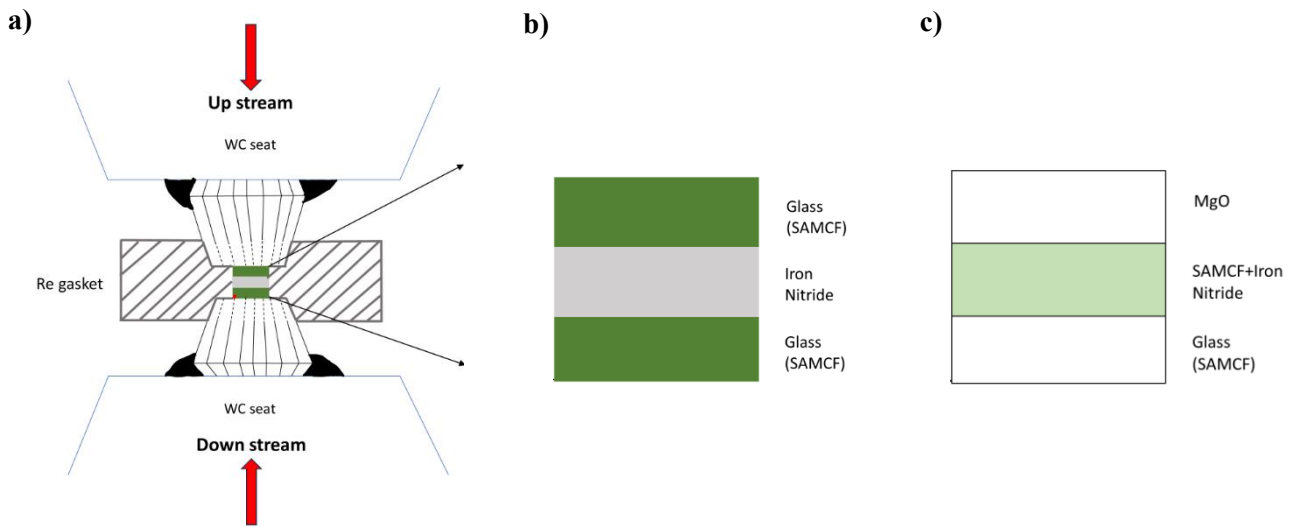 a)
Up stream
WC seat
Re gasket
WC seat
Down stream
b)
Glass
(SAMCF)
Iron
Nitride
Glass
(SAMCF)
c)
MgO
SAMCF+Iron
Nitride
Glass
(SAMCF)